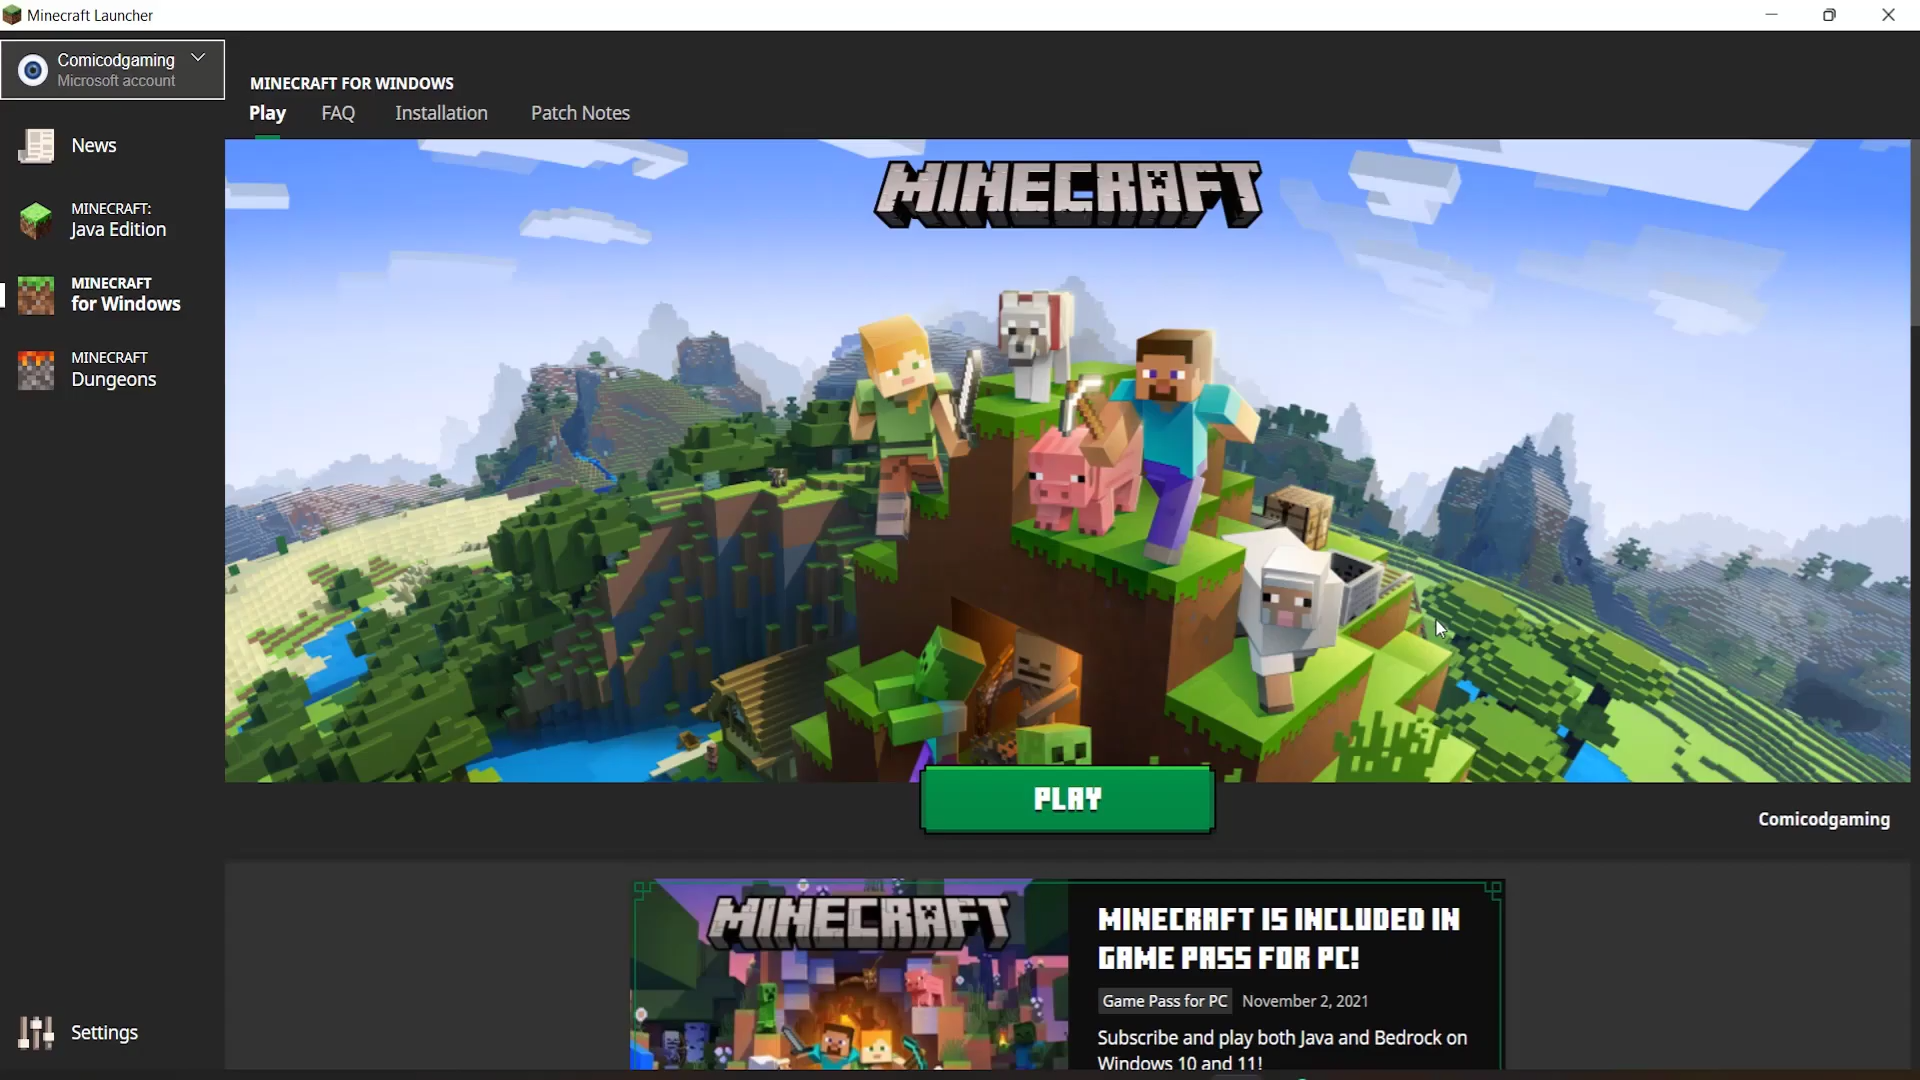 Minecraft Launcher
Comicodgaming
Microsoft account
News
MINECRAFT:
Java Edition
MINECRAFT
for Windows
MINECRAFT
Dungeons
Settings
MINECRAFT FOR WINDOWS
Play FAQ Installation Patch Notes
MINECRAFT
PLAY
Comicodgaming
MINECRAFT
MINECRAFT IS INCLUDED IN
GAME PASS FOR PC!
Game Pass for PC November 2, 2021
Subscribe and play both Java and Bedrock on
Windows 10 and 11!